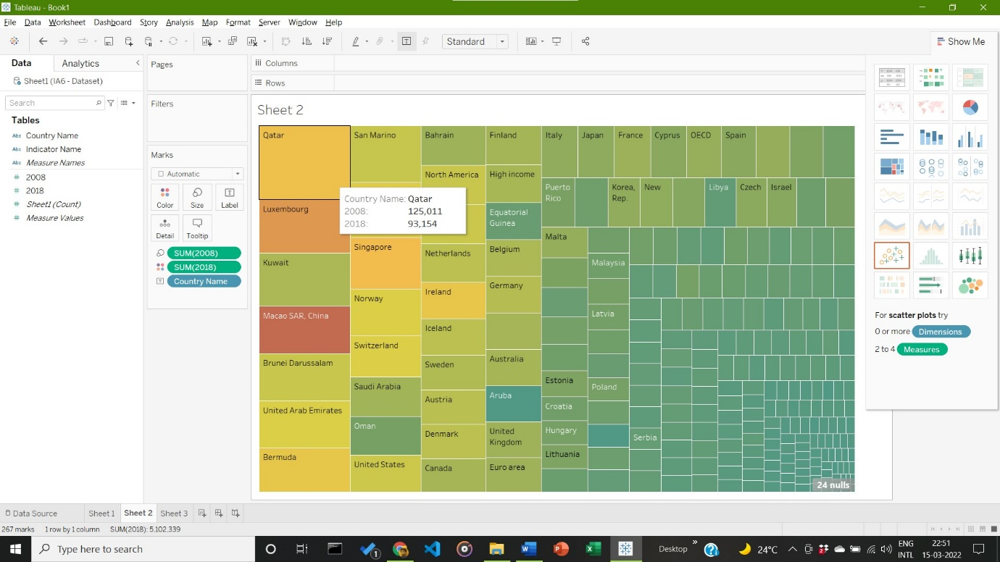 Tableau - Book1
File Data Worksheet Dashboard Story Analysis Map Format Server Window Help
Standard
Show Me
Data Analytics
Pages
Columns
Sheet1 (IA6 - Dataset)
Rows
Search
Filters
Tables
Abc Country Name
Abc Indicator Name
Abc Measure Names
# 2008
# 2018
# Sheet1 (Count)
# Measure Values
Marks
Automatic
Color Size Label
Detail Tooltip
SUM(2008)
SUM(2018)
Country Name
Sheet 2
Qatar
Luxembourg
Kuwait
Macao SAR, China
Brunei Darussalam
United Arab Emirates
Bermuda
San Marino
Singapore
Norway
Switzerland
Saudi Arabia
Oman
United States
Country Name: Qatar
2008: 125,011
2018: 93,154
Bahrain
North America
Netherlands
Ireland
Iceland
Sweden
Austria
Denmark
Canada
Finland
High income
Equatorial
Guinea
Belgium
Germany
Australia
Aruba
United
Kingdom
Euro area
Italy Japan France Cyprus OECD Spain
Puerto
Rico
Korea,
Rep.
New
Libya
Czech
Israel
Malta
Estonia
Croatia
Hungary
Lithuania
Malaysia
Latvia
Poland
Serbia
24 nulls
For scatter plots try
0 or more Dimensions
2 to 4 Measures
Data Source Sheet 1 Sheet 2 Sheet 3
267 marks 1 row by 1 column SUM(2018): 5,102,339
Type here to search
1
Desktop
24°C
ENG
INTL
22:51
15-03-2022